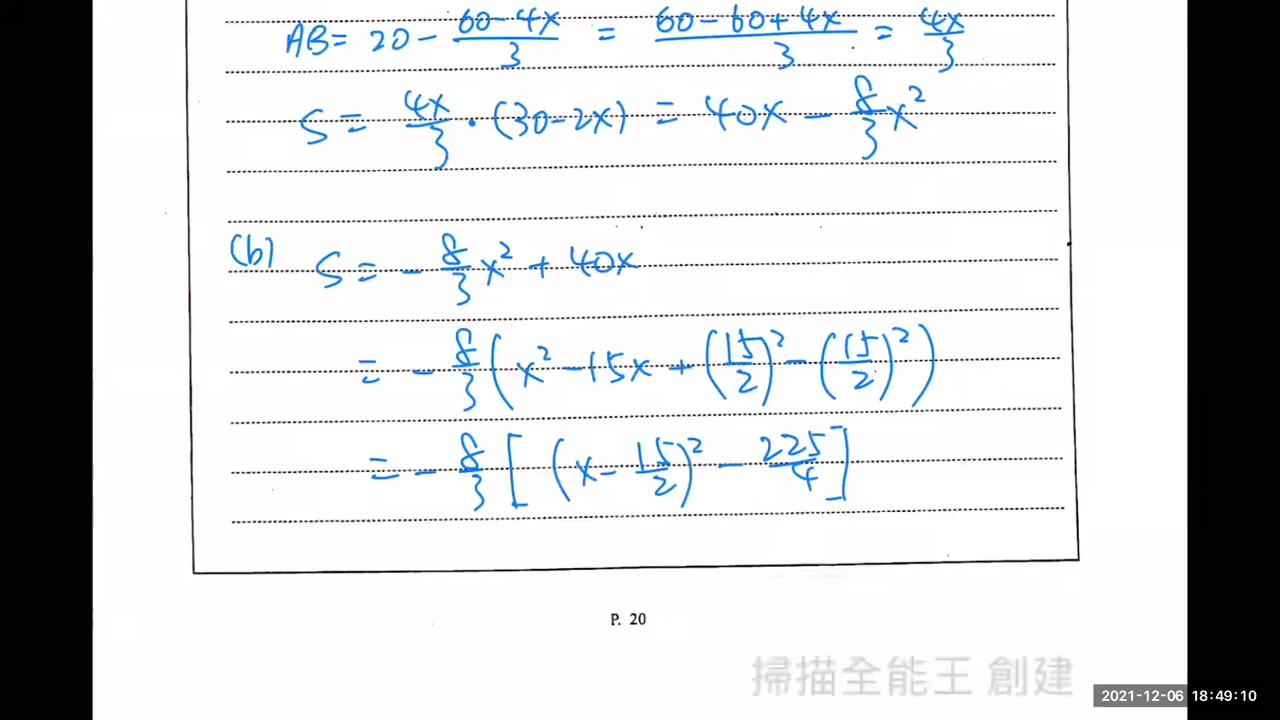 AB = 20 - (60-4x)/3 = (60-60+4x)/3 = 4x/3
S = 4x/3 · (30-2x) = 40x - 8/3 x²
(b) S = - 8/3 x² + 40x
= - 8/3 (x² - 15x + (15/2)² - (15/2)²)
= - 8/3 [ (x - 15/2)² - 225/4 ]
P. 20
掃描全能王 創建
2021-12-06 18:49:10